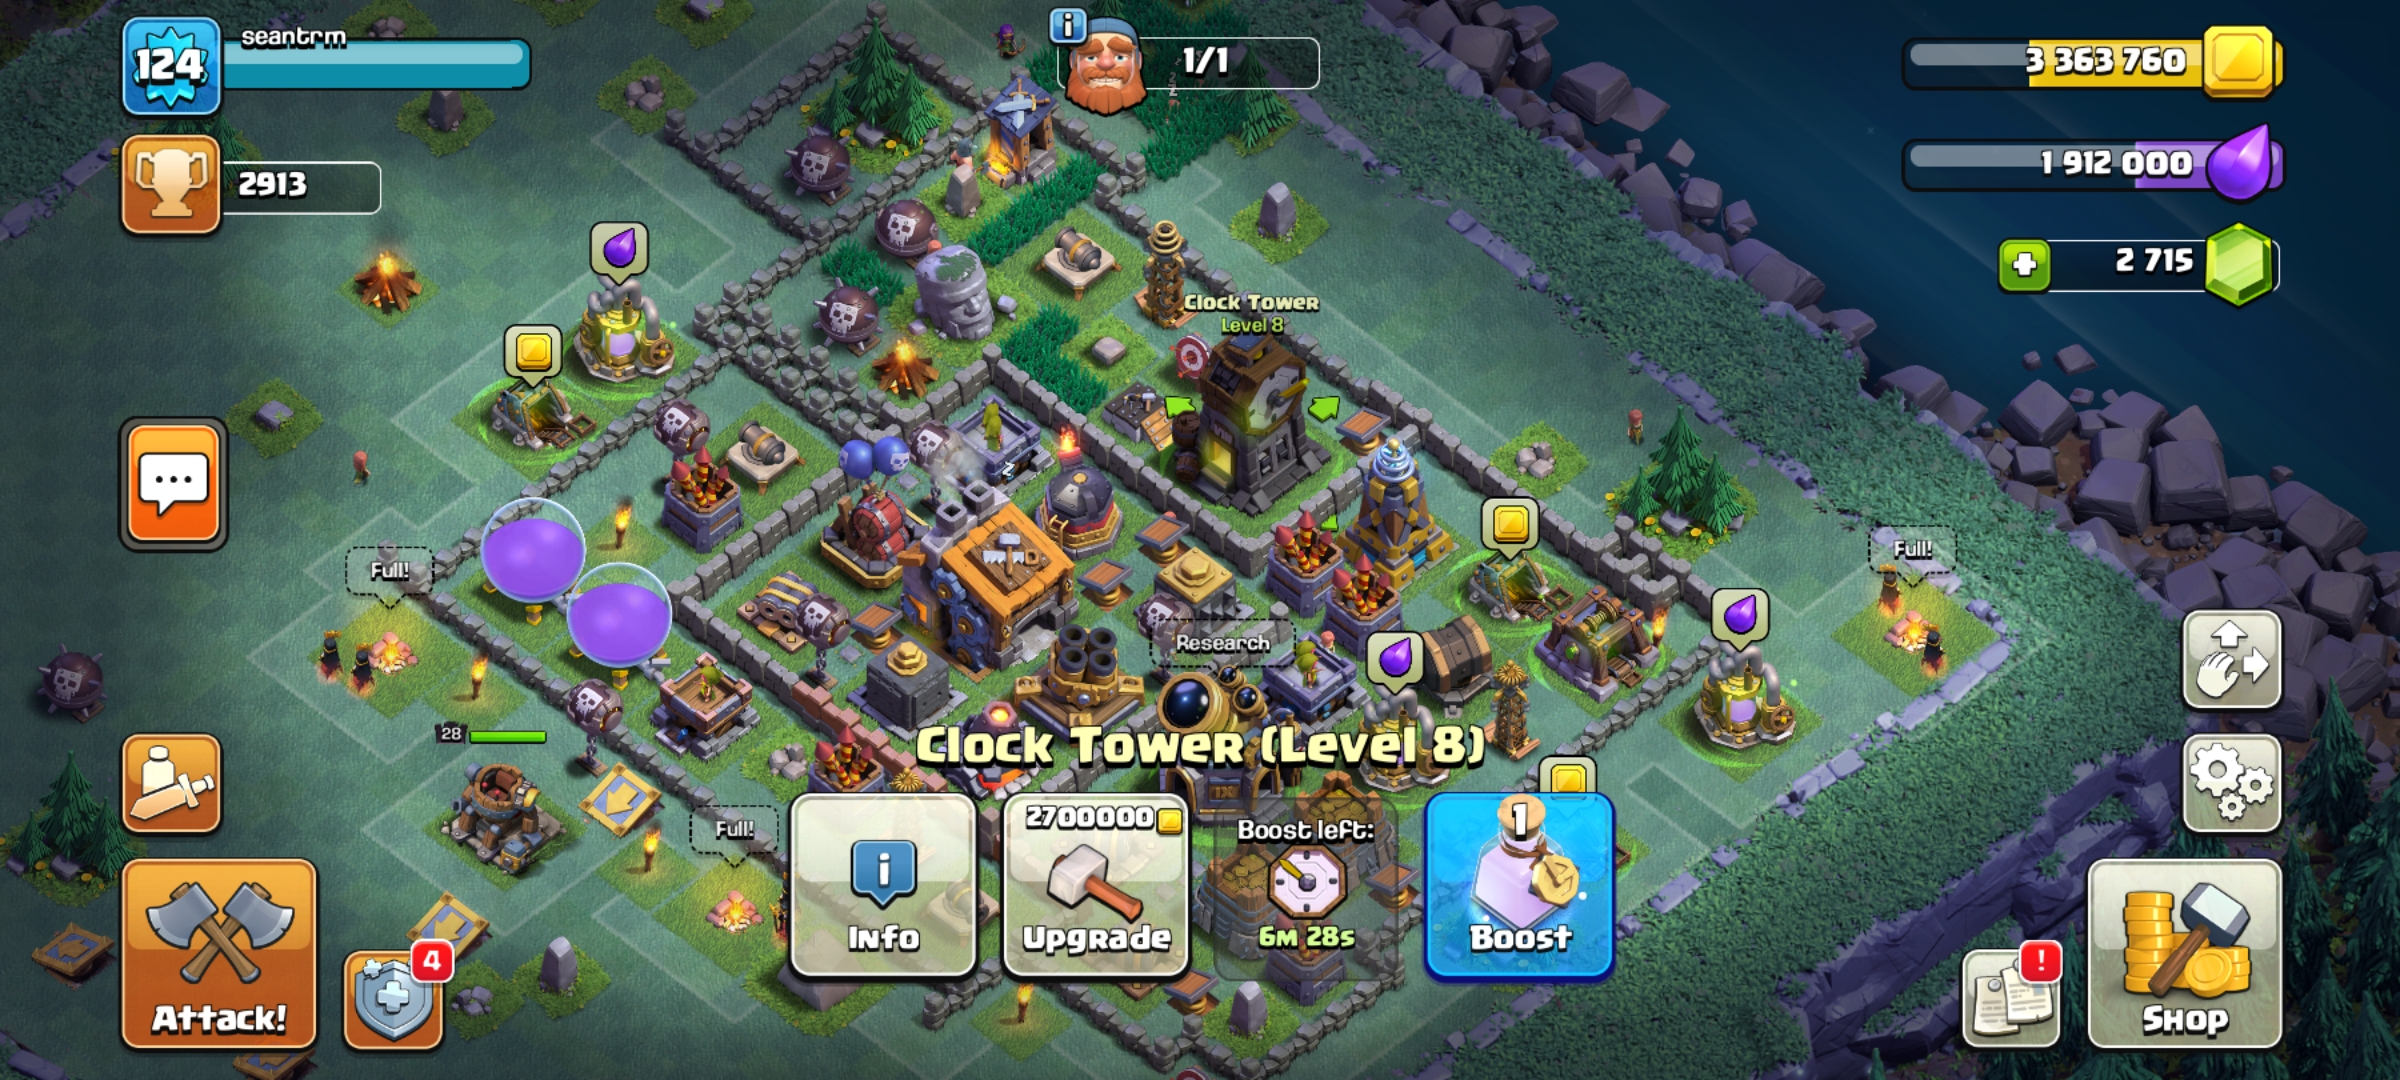 124
seantrm
1/1
3 363 760
2913
1 912 000
2 715
Clock Tower
Level 8
Full!
Full!
Research
28
Clock Tower (Level 8)
Full!
2700000
Boost left:
1
Info
Upgrade
6m 28s
Boost
4
!
Attack!
Shop